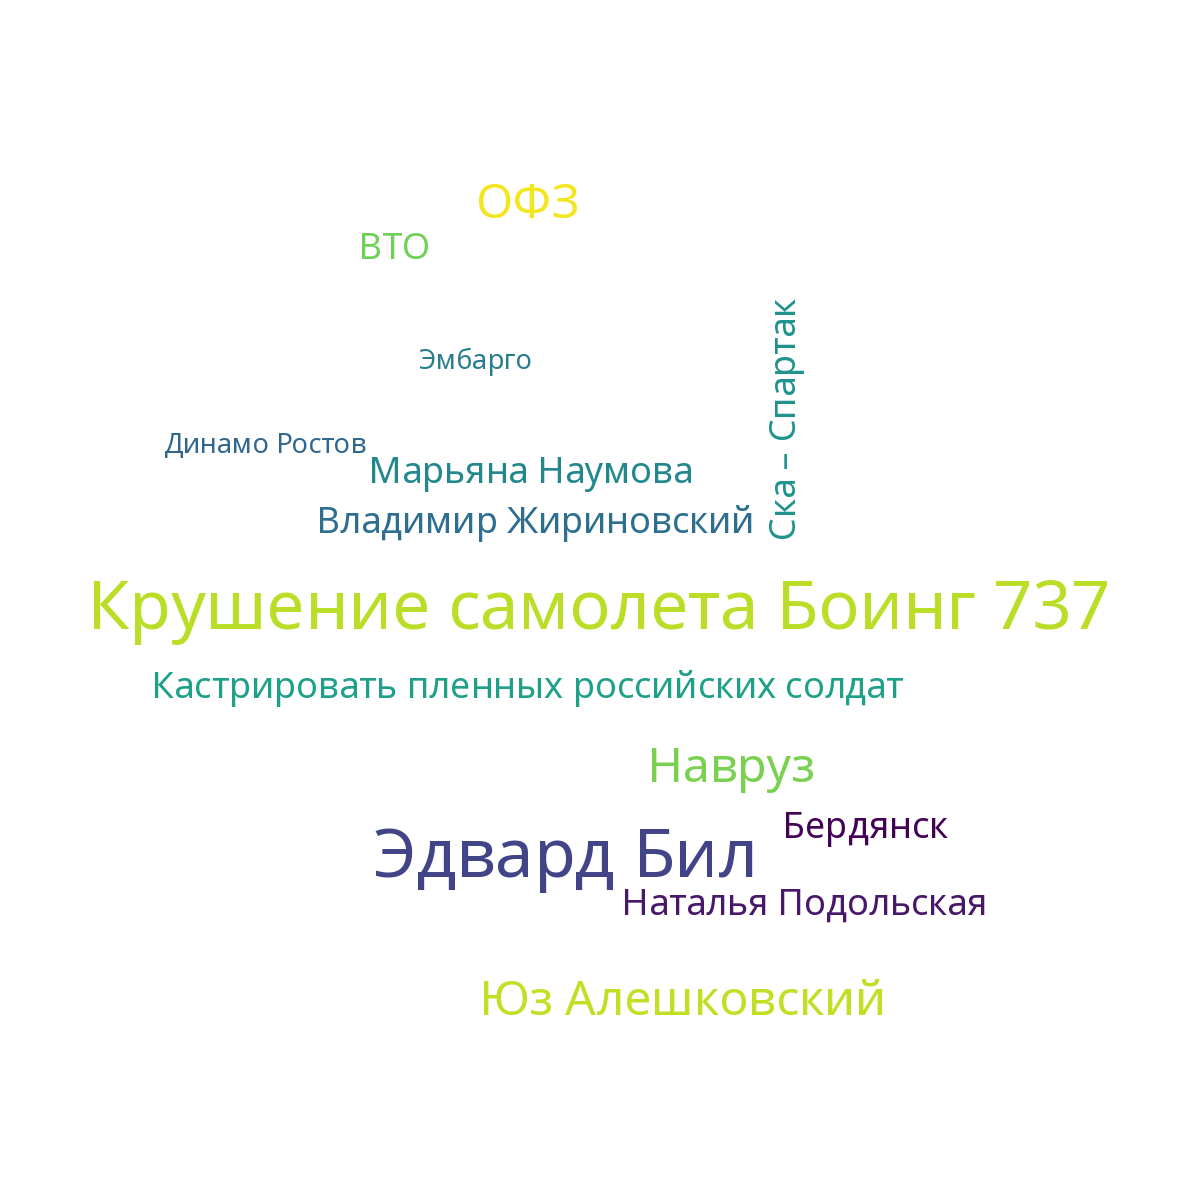 ОФЗ
ВТО
Эмбарго
Ска – Спартак
Динамо Ростов
Марьяна Наумова
Владимир Жириновский
Крушение самолета Боинг 737
Кастрировать пленных российских солдат
Навруз
Бердянск
Эдвард Бил
Наталья Подольская
Юз Алешковский